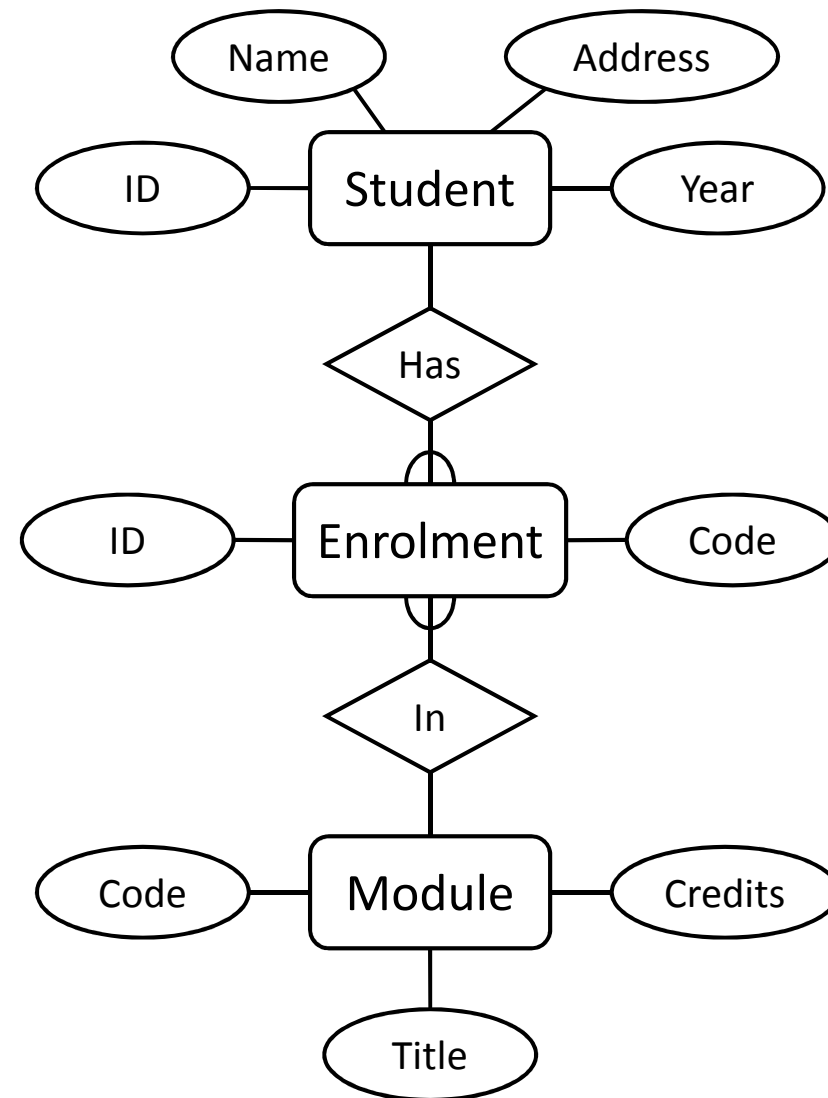 Name
Address
ID
Student
Year
Has
ID
Enrolment
Code
In
Code
Module
Credits
Title